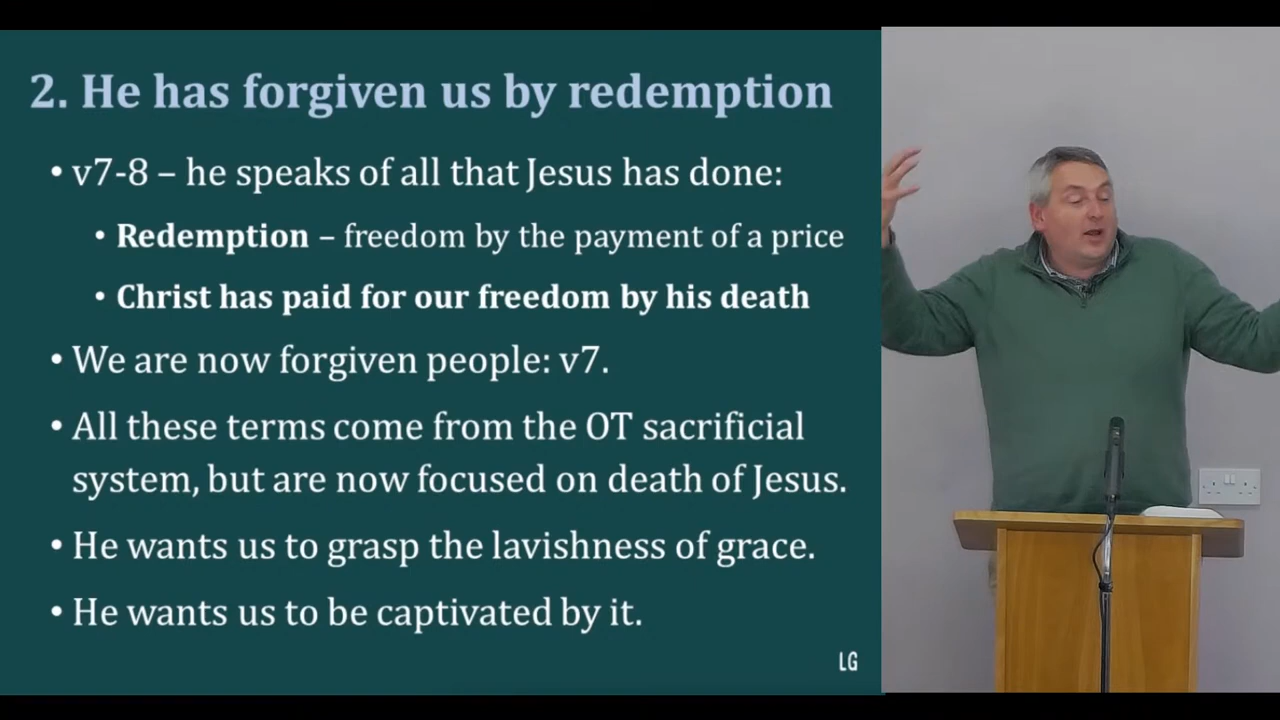 2. He has forgiven us by redemption
• v7-8 – he speaks of all that Jesus has done:
• Redemption – freedom by the payment of a price
• Christ has paid for our freedom by his death
• We are now forgiven people: v7.
• All these terms come from the OT sacrificial
system, but are now focused on death of Jesus.
• He wants us to grasp the lavishness of grace.
• He wants us to be captivated by it.
LG